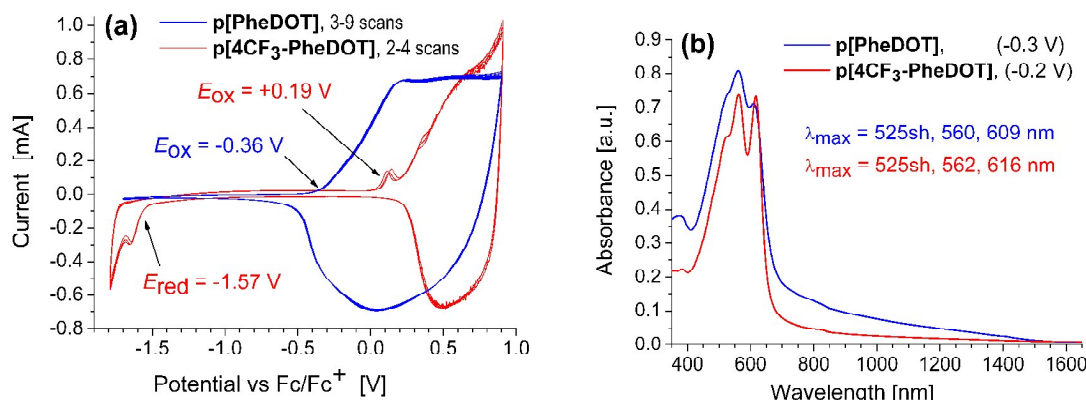 (a)
p[PheDOT], 3-9 scans
p[4CF3-PheDOT], 2-4 scans
Eox = +0.19 V
EOX = -0.36 V
Ered = -1.57 V
1.0
0.8
0.6
0.4
0.2
0.0
-0.2
-0.4
-0.6
-0.8
Current [mA]
-1.5 -1.0 -0.5 0.0 0.5 1.0
Potential vs Fc/Fc+ [V]
(b)
p[PheDOT], (-0.3 V)
p[4CF3-PheDOT], (-0.2 V)
λmax = 525sh, 560, 609 nm
λmax = 525sh, 562, 616 nm
0.9
0.8
0.7
0.6
0.5
0.4
0.3
0.2
0.1
0.0
Absorbance [a.u.]
400 600 800 1000 1200 1400 1600
Wavelength [nm]